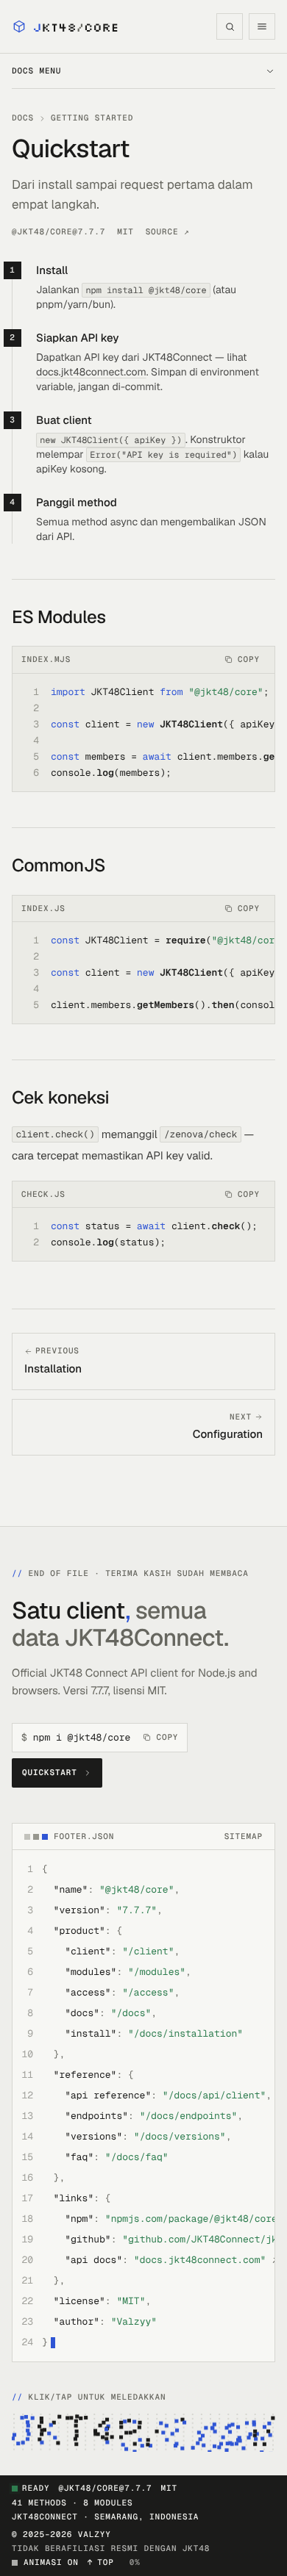 JKT48/CORE
DOCS MENU
DOCS > GETTING STARTED
Quickstart
Dari install sampai request pertama dalam
empat langkah.
@JKT48/CORE@7.7.7 MIT SOURCE ↗
1 Install
Jalankan npm install @jkt48/core (atau
pnpm/yarn/bun).
2 Siapkan API key
Dapatkan API key dari JKT48Connect — lihat
docs.jkt48connect.com. Simpan di environment
variable, jangan di-commit.
3 Buat client
new JKT48Client({ apiKey }). Konstruktor
melempar Error("API key is required") kalau
apiKey kosong.
4 Panggil method
Semua method async dan mengembalikan JSON
dari API.
ES Modules
INDEX.MJS COPY
1 import JKT48Client from "@jkt48/core";
2
3 const client = new JKT48Client({ apiKey
4
5 const members = await client.members.ge
6 console.log(members);
CommonJS
INDEX.JS COPY
1 const JKT48Client = require("@jkt48/cor
2
3 const client = new JKT48Client({ apiKey
4
5 client.members.getMembers().then(consol
Cek koneksi
client.check() memanggil /zenova/check —
cara tercepat memastikan API key valid.
CHECK.JS COPY
1 const status = await client.check();
2 console.log(status);
← PREVIOUS
Installation
NEXT →
Configuration
// END OF FILE · TERIMA KASIH SUDAH MEMBACA
Satu client, semua
data JKT48Connect.
Official JKT48 Connect API client for Node.js and
browsers. Versi 7.7.7, lisensi MIT.
$ npm i @jkt48/core COPY
QUICKSTART >
FOOTER.JSON SITEMAP
1 {
2 "name": "@jkt48/core",
3 "version": "7.7.7",
4 "product": {
5 "client": "/client",
6 "modules": "/modules",
7 "access": "/access",
8 "docs": "/docs",
9 "install": "/docs/installation"
10 },
11 "reference": {
12 "api reference": "/docs/api/client",
13 "endpoints": "/docs/endpoints",
14 "versions": "/docs/versions",
15 "faq": "/docs/faq"
16 },
17 "links": {
18 "npm": "npmjs.com/package/@jkt48/core
19 "github": "github.com/JKT48Connect/jk
20 "api docs": "docs.jkt48connect.com"
21 },
22 "license": "MIT",
23 "author": "Valzyy"
24 }
// KLIK/TAP UNTUK MELEDAKKAN
READY @JKT48/CORE@7.7.7 MIT
41 METHODS · 8 MODULES
JKT48CONNECT · SEMARANG, INDONESIA
© 2025–2026 VALZYY
TIDAK BERAFILIASI RESMI DENGAN JKT48
ANIMASI ON ↑ TOP 0%